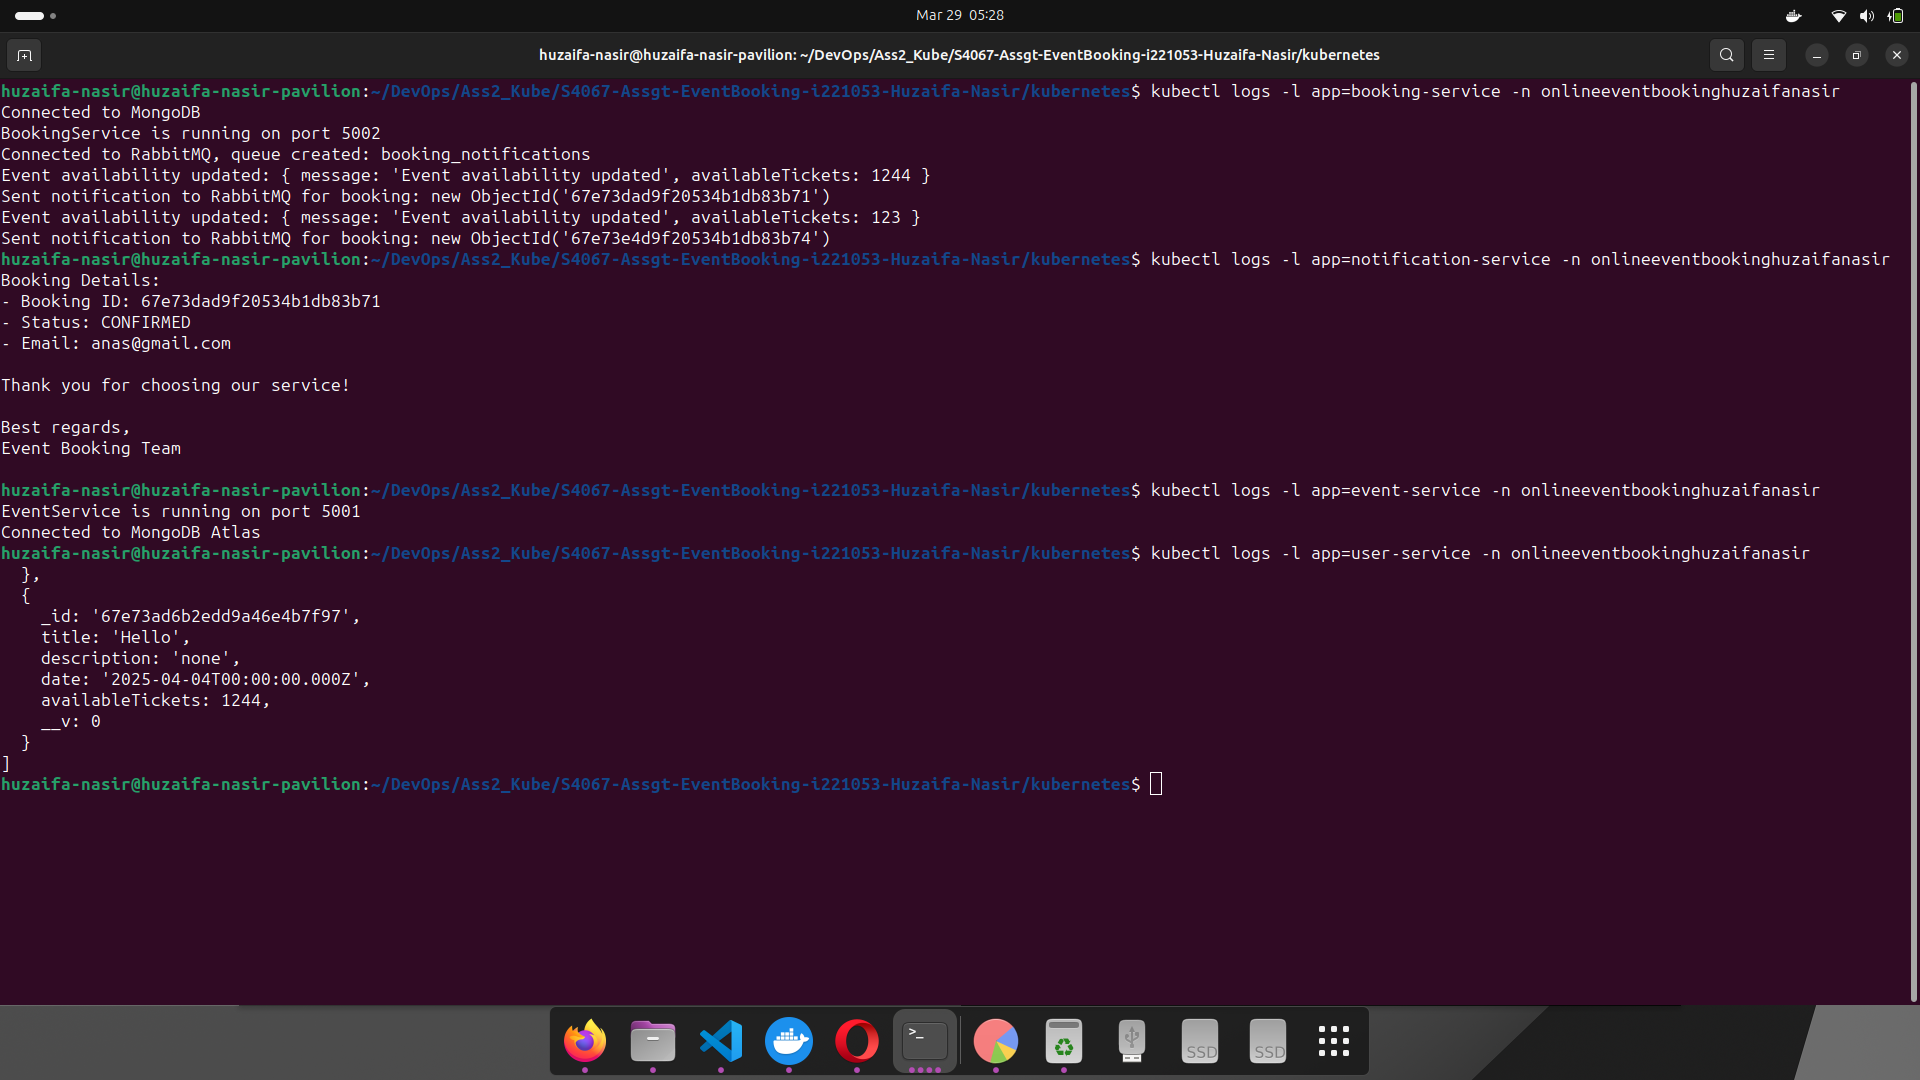 Mar 29 05:28
huzaifa-nasir@huzaifa-nasir-pavilion: ~/DevOps/Ass2_Kube/S4067-Assgt-EventBooking-i221053-Huzaifa-Nasir/kubernetes
huzaifa-nasir@huzaifa-nasir-pavilion:~/DevOps/Ass2_Kube/S4067-Assgt-EventBooking-i221053-Huzaifa-Nasir/kubernetes$ kubectl logs -l app=booking-service -n onlineeventbookinghuzaifanasir
Connected to MongoDB
BookingService is running on port 5002
Connected to RabbitMQ, queue created: booking_notifications
Event availability updated: { message: 'Event availability updated', availableTickets: 1244 }
Sent notification to RabbitMQ for booking: new ObjectId('67e73dad9f20534b1db83b71')
Event availability updated: { message: 'Event availability updated', availableTickets: 123 }
Sent notification to RabbitMQ for booking: new ObjectId('67e73e4d9f20534b1db83b74')
huzaifa-nasir@huzaifa-nasir-pavilion:~/DevOps/Ass2_Kube/S4067-Assgt-EventBooking-i221053-Huzaifa-Nasir/kubernetes$ kubectl logs -l app=notification-service -n onlineeventbookinghuzaifanasir
Booking Details:
- Booking ID: 67e73dad9f20534b1db83b71
- Status: CONFIRMED
- Email: anas@gmail.com
Thank you for choosing our service!
Best regards,
Event Booking Team
huzaifa-nasir@huzaifa-nasir-pavilion:~/DevOps/Ass2_Kube/S4067-Assgt-EventBooking-i221053-Huzaifa-Nasir/kubernetes$ kubectl logs -l app=event-service -n onlineeventbookinghuzaifanasir
EventService is running on port 5001
Connected to MongoDB Atlas
huzaifa-nasir@huzaifa-nasir-pavilion:~/DevOps/Ass2_Kube/S4067-Assgt-EventBooking-i221053-Huzaifa-Nasir/kubernetes$ kubectl logs -l app=user-service -n onlineeventbookinghuzaifanasir
  },
  {
    _id: '67e73ad6b2edd9a46e4b7f97',
    title: 'Hello',
    description: 'none',
    date: '2025-04-04T00:00:00.000Z',
    availableTickets: 1244,
    __v: 0
  }
]
huzaifa-nasir@huzaifa-nasir-pavilion:~/DevOps/Ass2_Kube/S4067-Assgt-EventBooking-i221053-Huzaifa-Nasir/kubernetes$
>_
SSD
SSD